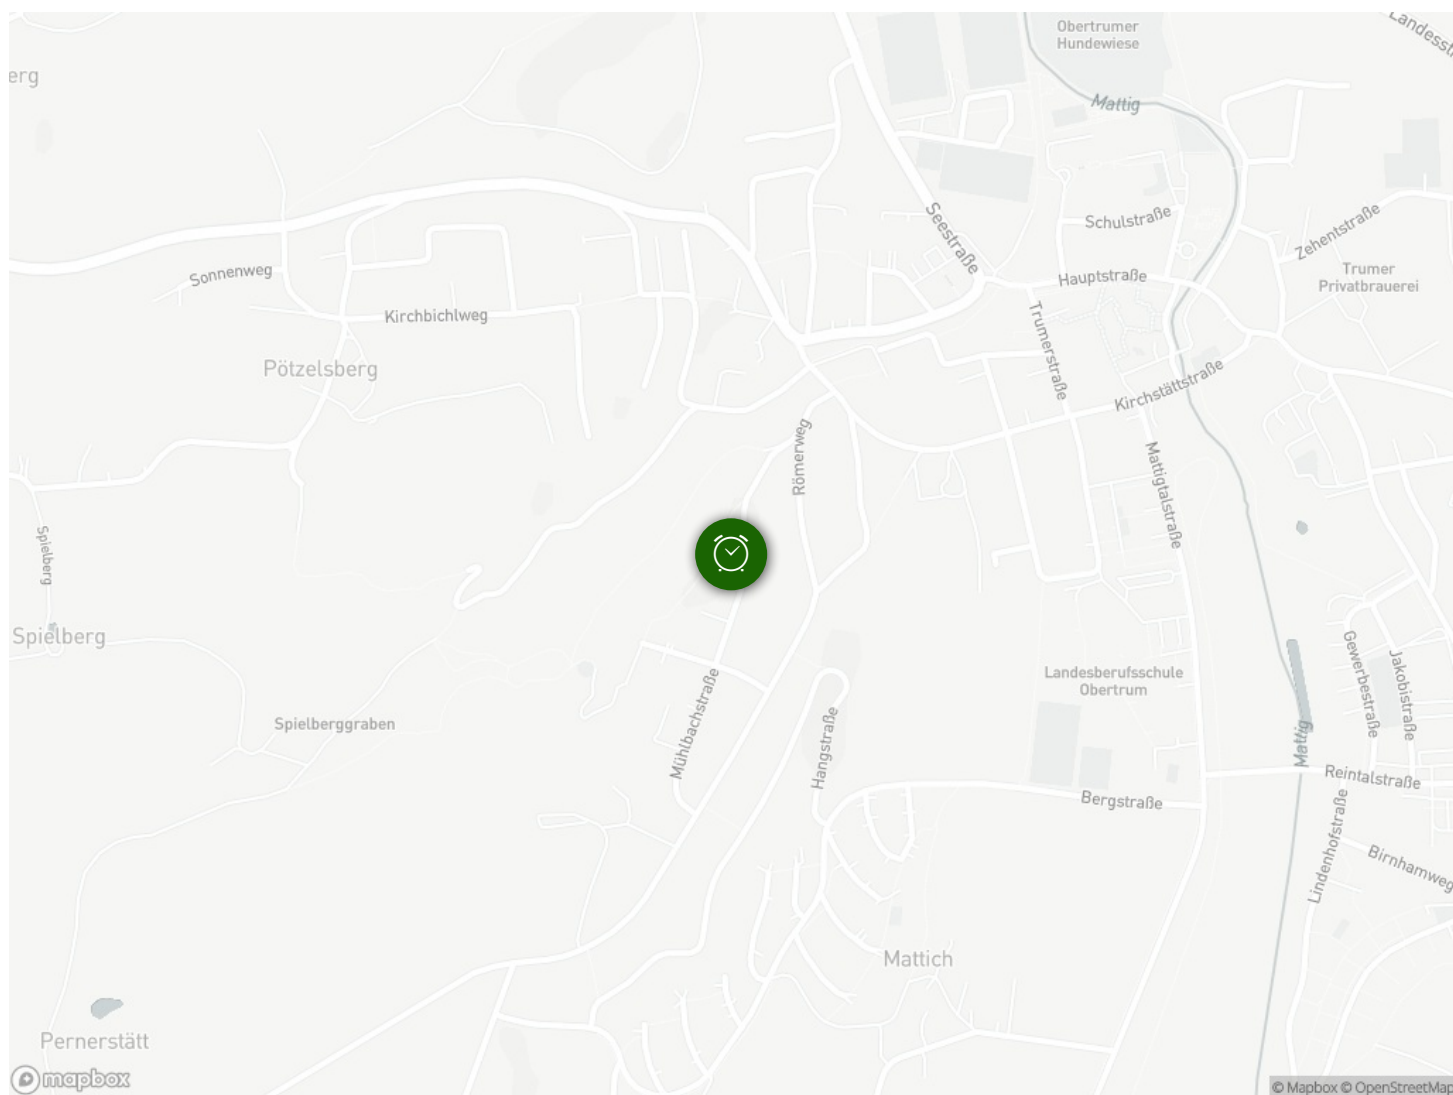 Obertrumer
Hundewiese
Landesstr
erg
Mattig
Seestraße
Schulstraße
Zehentstraße
Sonnenweg
Hauptstraße
Trumer
Privatbrauerei
Kirchbichlweg
Trumerstraße
Pötzelsberg
Kirchstättstraße
Römerweg
Mattigtalstraße
Spielberg
Spielberg
Landesberufsschule
Obertrum
Gewerbestraße
Jakobistraße
Mühlbachstraße
Spielberggraben
Hangstraße
Mattig
Reintalstraße
Bergstraße
Lindenhofstraße
Birnhamweg
Mattich
Pernerstätt
mapbox
© Mapbox © OpenStreetMap